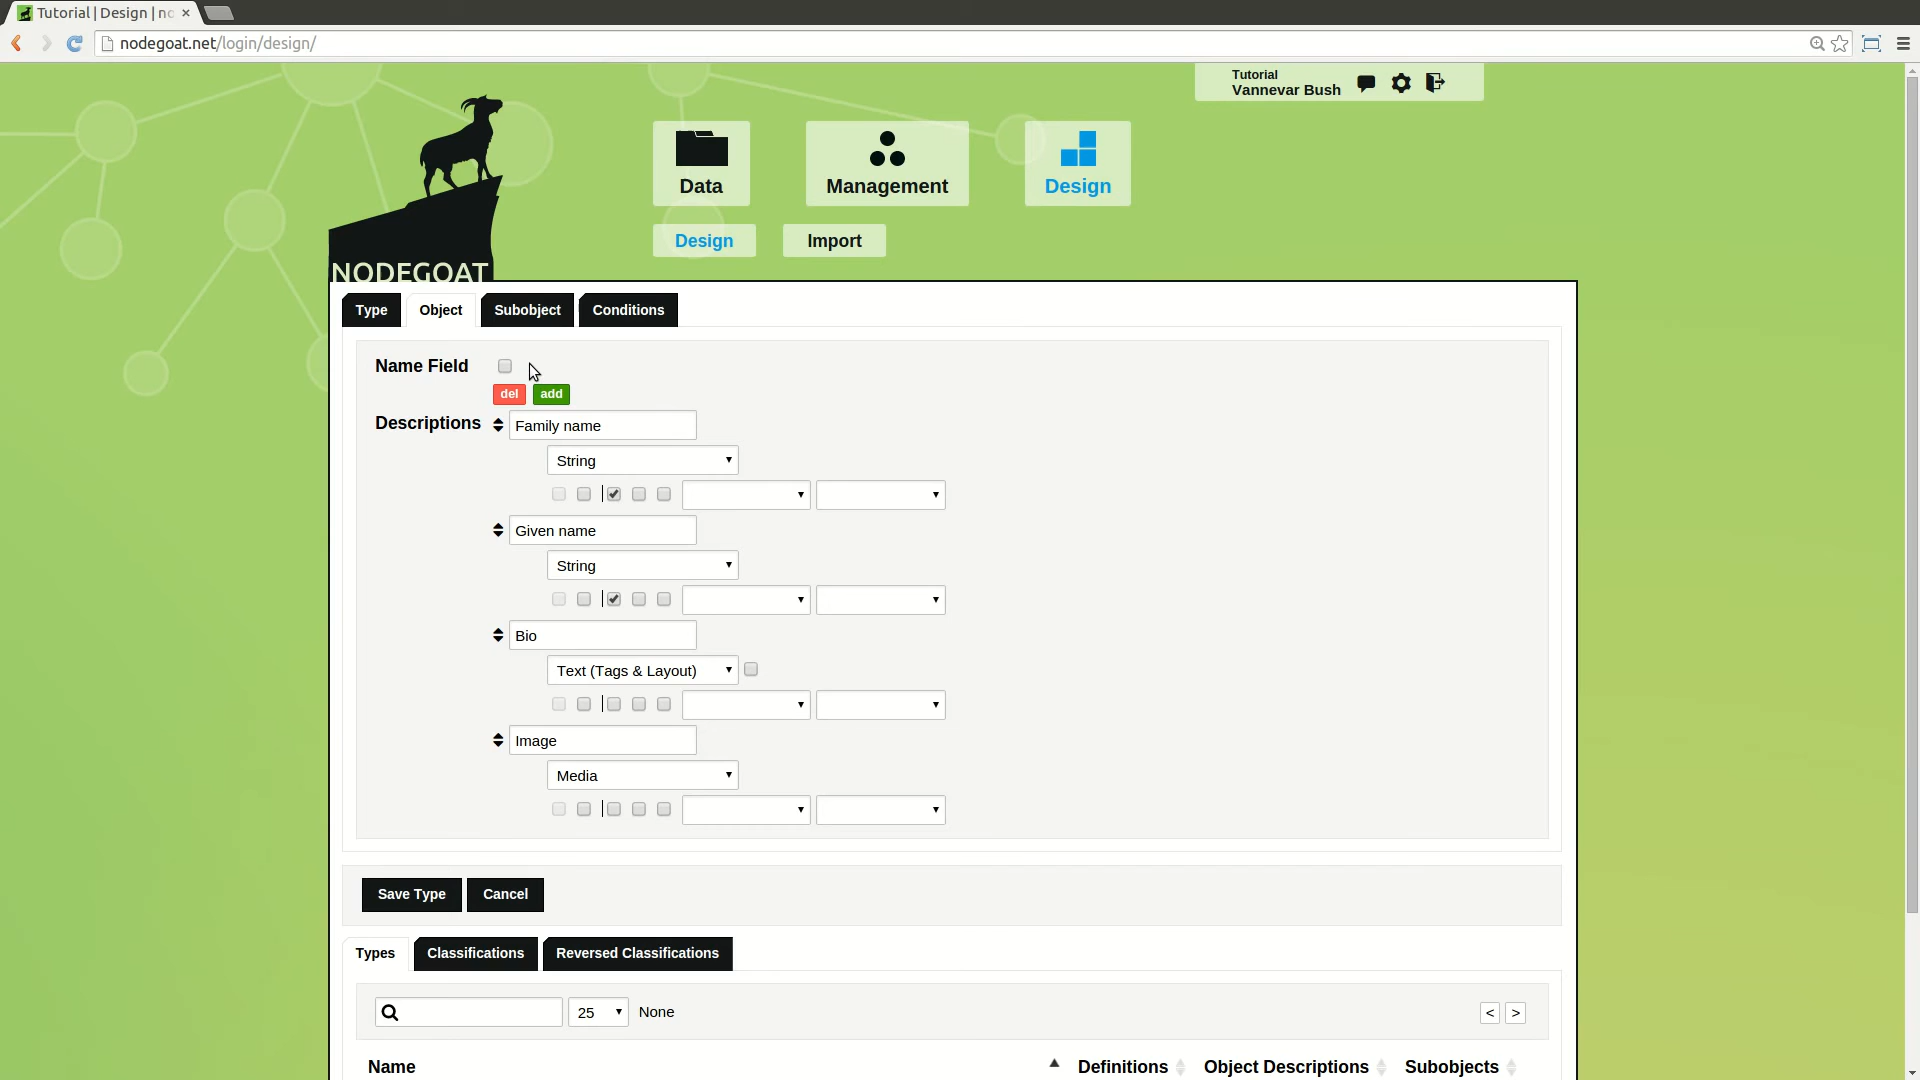 Tutorial | Design | no
nodegoat.net/login/design/
Tutorial
Vannevar Bush
Data
Management
Design
Design
Import
NODEGOAT
Type
Object
Subobject
Conditions
Name Field
del
add
Descriptions
Family name
String
Given name
String
Bio
Text (Tags & Layout)
Image
Media
Save Type
Cancel
Types
Classifications
Reversed Classifications
25
None
<
>
Name
Definitions
Object Descriptions
Subobjects